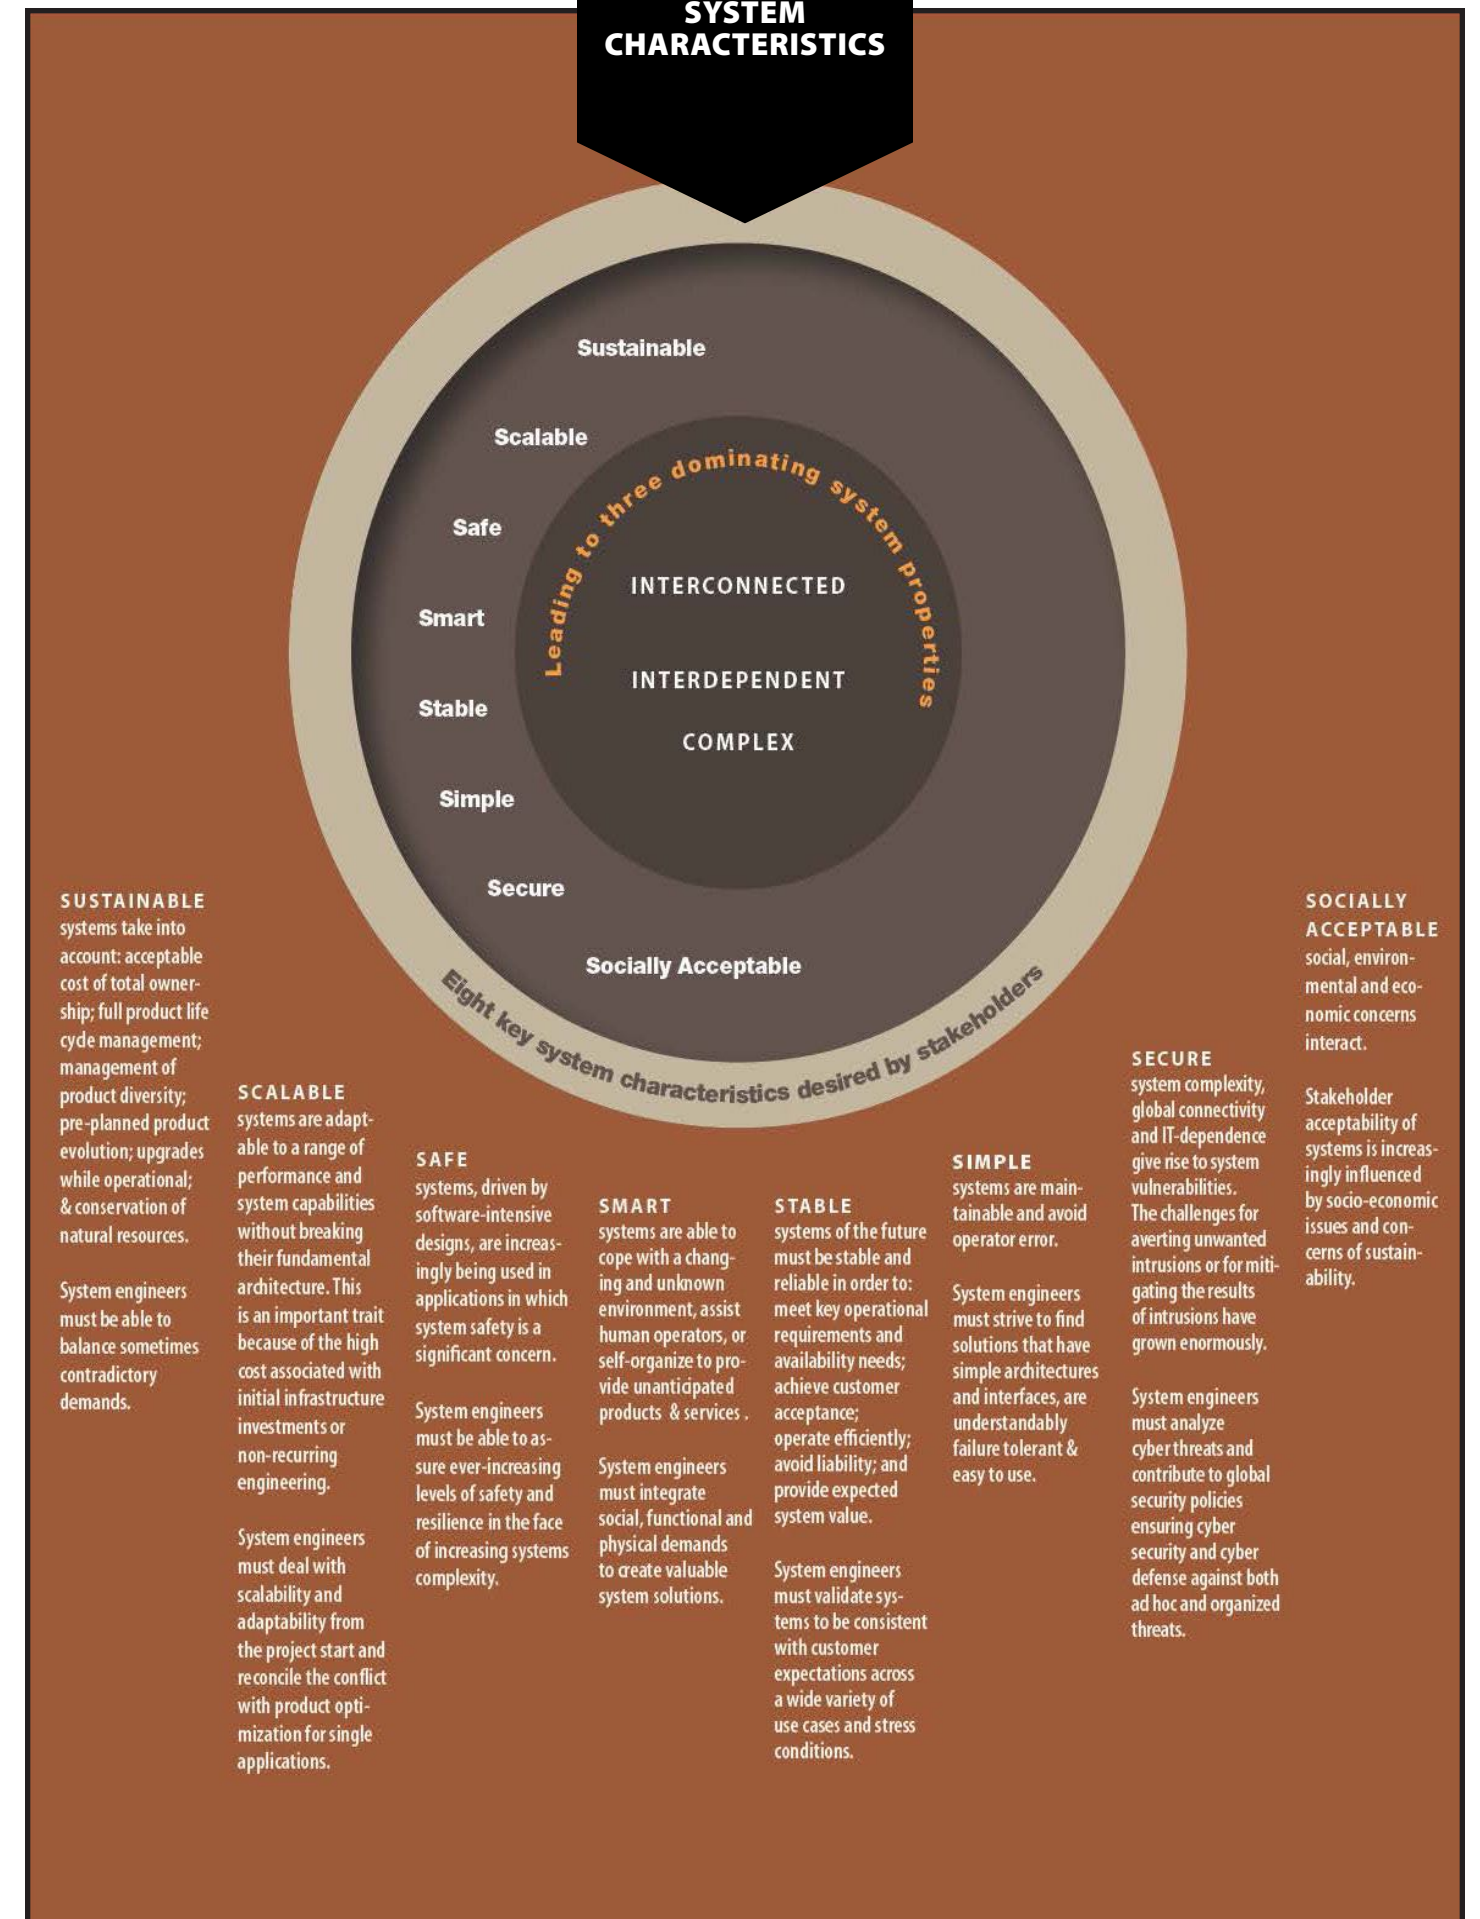 SYSTEM
CHARACTERISTICS
Sustainable
Scalable
Safe
Smart
Stable
Simple
Secure
Socially Acceptable
Leading to three dominating system properties
INTERCONNECTED
INTERDEPENDENT
COMPLEX
Eight key system characteristics desired by stakeholders
SUSTAINABLE
systems take into
account: acceptable
cost of total owner-
ship; full product life
cycle management;
management of
product diversity;
pre-planned product
evolution; upgrades
while operational;
& conservation of
natural resources.
System engineers
must be able to
balance sometimes
contradictory
demands.
SCALABLE
systems are adapt-
able to a range of
performance and
system capabilities
without breaking
their fundamental
architecture. This
is an important trait
because of the high
cost associated with
initial infrastructure
investments or
non-recurring
engineering.
System engineers
must deal with
scalability and
adaptability from
the project start and
reconcile the conflict
with product opti-
mization for single
applications.
SAFE
systems, driven by
software-intensive
designs, are increas-
ingly being used in
applications in which
system safety is a
significant concern.
System engineers
must be able to as-
sure ever-increasing
levels of safety and
resilience in the face
of increasing systems
complexity.
SMART
systems are able to
cope with a chang-
ing and unknown
environment, assist
human operators, or
self-organize to pro-
vide unanticipated
products & services .
System engineers
must integrate
social, functional and
physical demands
to create valuable
system solutions.
STABLE
systems of the future
must be stable and
reliable in order to:
meet key operational
requirements and
availability needs;
achieve customer
acceptance;
operate efficiently;
avoid liability; and
provide expected
system value.
System engineers
must validate sys-
tems to be consistent
with customer
expectations across
a wide variety of
use cases and stress
conditions.
SIMPLE
systems are main-
tainable and avoid
operator error.
System engineers
must strive to find
solutions that have
simple architectures
and interfaces, are
understandably
failure tolerant &
easy to use.
SECURE
system complexity,
global connectivity
and IT-dependence
give rise to system
vulnerabilities.
The challenges for
averting unwanted
intrusions or for miti-
gating the results
of intrusions have
grown enormously.
System engineers
must analyze
cyber threats and
contribute to global
security policies
ensuring cyber
security and cyber
defense against both
ad hoc and organized
threats.
SOCIALLY
ACCEPTABLE
social, environ-
mental and eco-
nomic concerns
interact.
Stakeholder
acceptability of
systems is increas-
ingly influenced
by socio-economic
issues and con-
cerns of sustain-
ability.